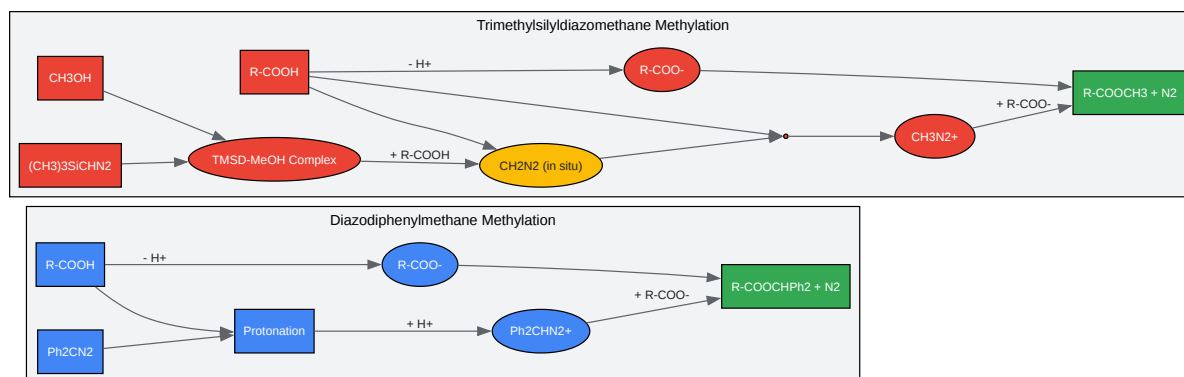 Trimethylsilyldiazomethane Methylation
CH3OH
R-COOH
- H+
R-COO-
R-COOCH3 + N2
+ R-COO-
CH3N2+
(CH3)3SiCHN2
TMSD-MeOH Complex
+ R-COOH
CH2N2 (in situ)
Diazodiphenylmethane Methylation
R-COOH
- H+
R-COO-
R-COOCHPh2 + N2
+ R-COO-
Ph2CN2
Protonation
+ H+
Ph2CHN2+